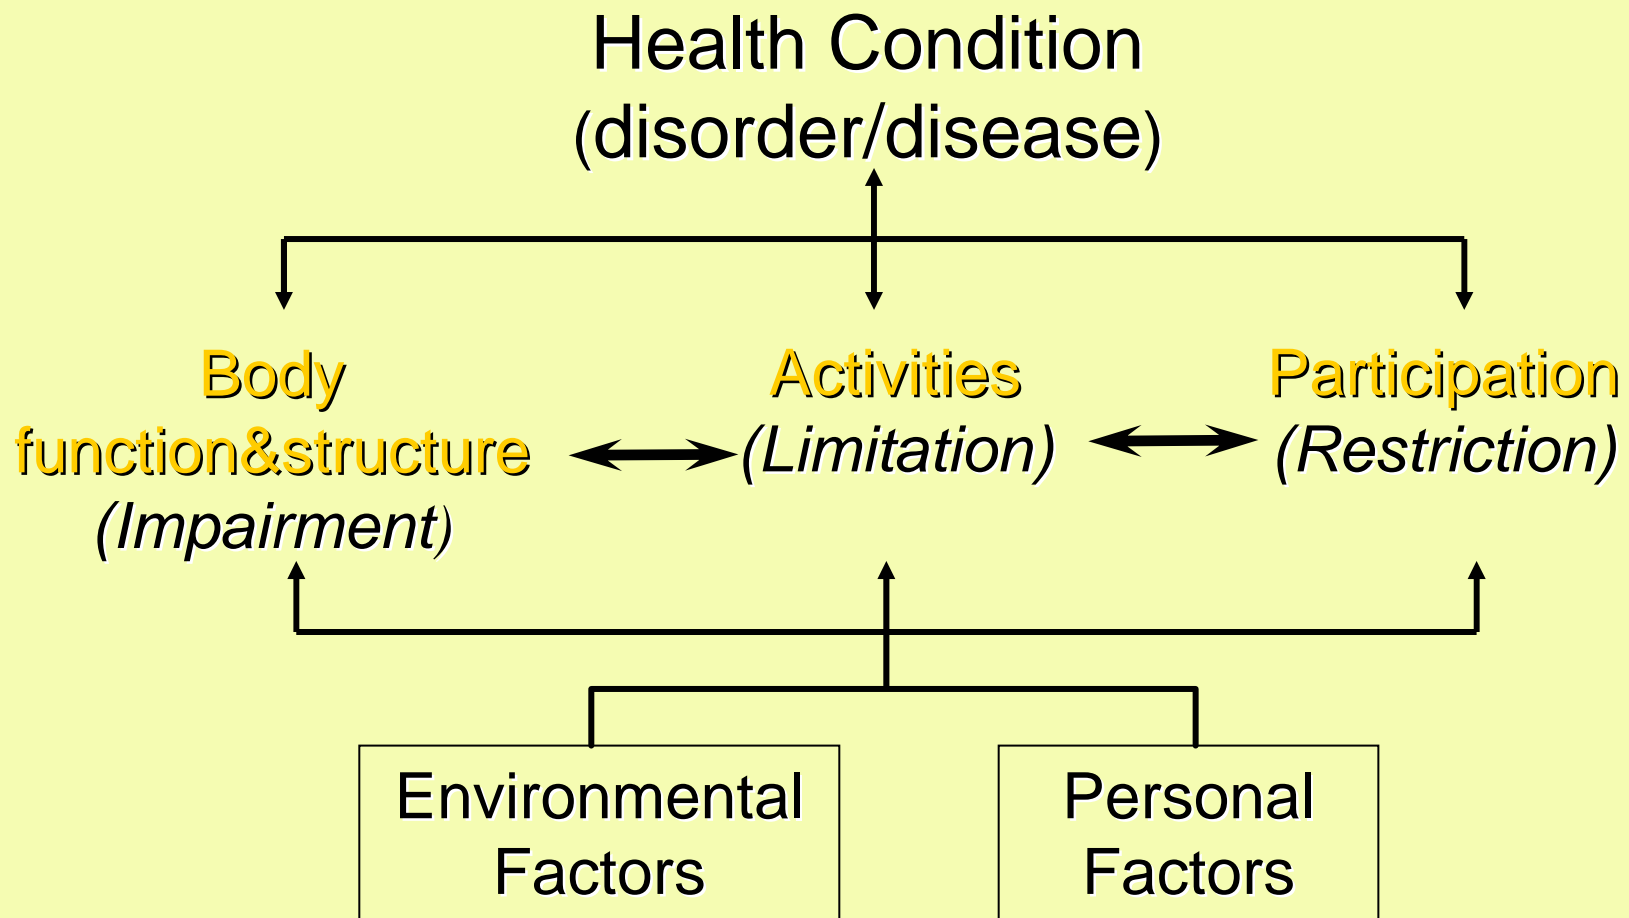 Health Condition
(disorder/disease)
Body
function&structure
(Impairment)
Activities
(Limitation)
Participation
(Restriction)
Environmental
Factors
Personal
Factors